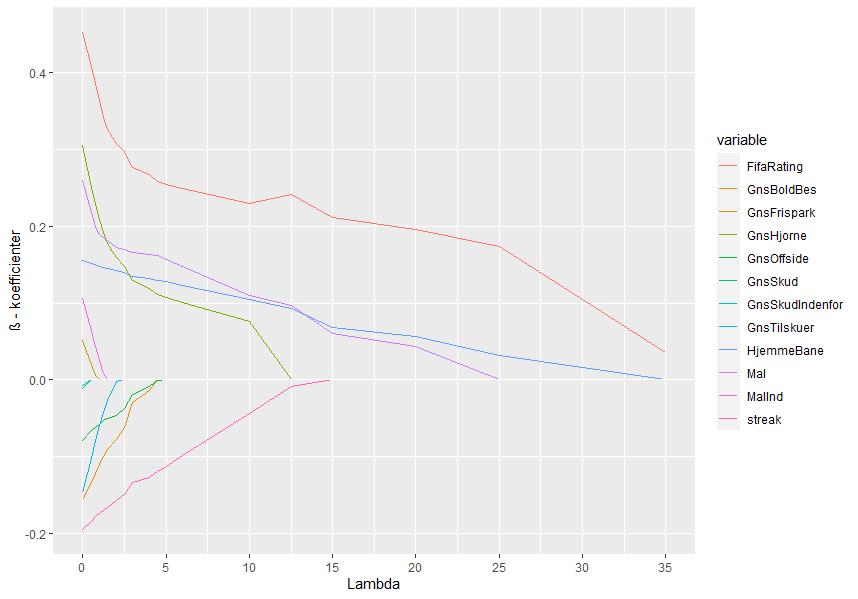 0.4
0.2
0.0
-0.2
ß - koefficienter
0
5
10
15
20
25
30
35
Lambda
variable
FifaRating
GnsBoldBes
GnsFrispark
GnsHjorne
GnsOffside
GnsSkud
GnsSkudIndenfor
GnsTilskuer
HjemmeBane
Mal
MalInd
streak